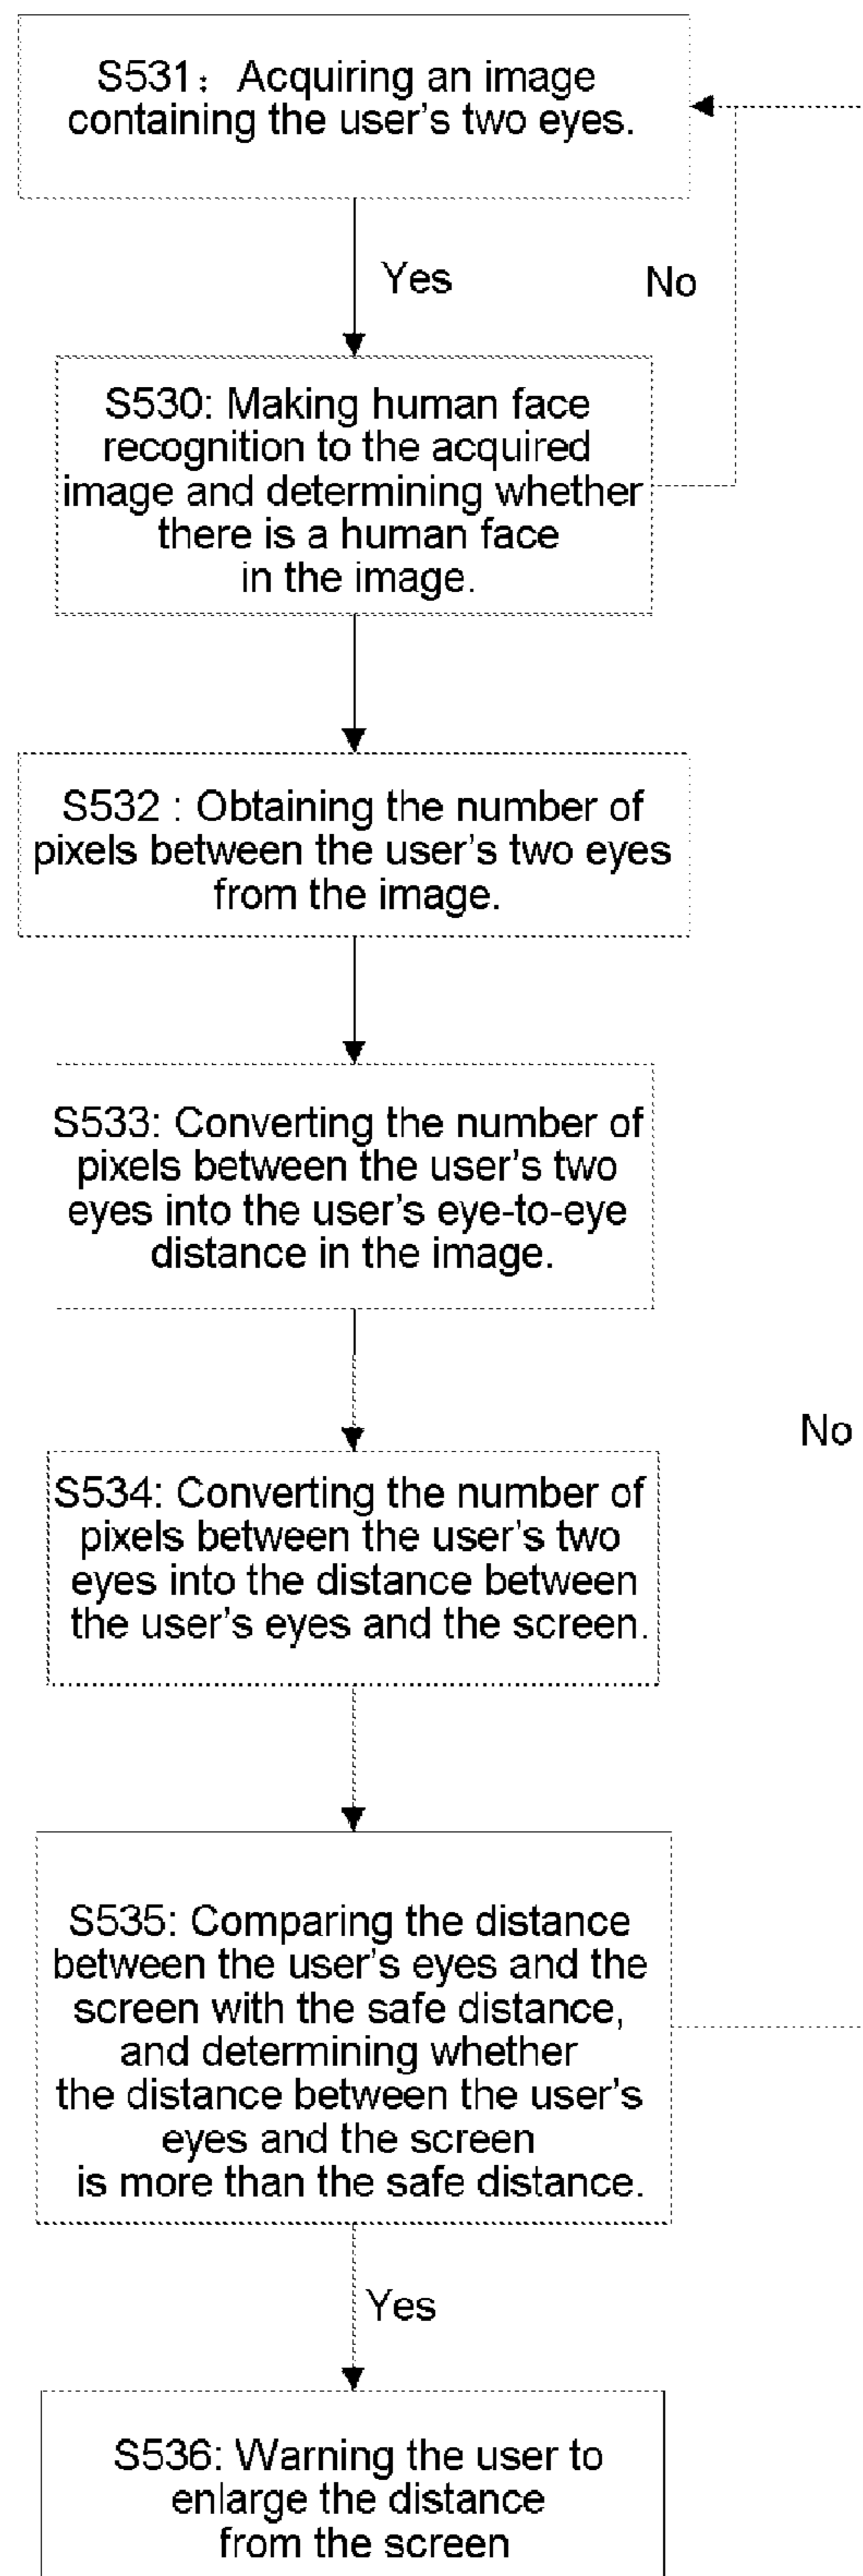 S531：Acquiring an image
containing the user's two eyes.
Yes
No
S530: Making human face
recognition to the acquired
image and determining whether
there is a human face
in the image.
S532 : Obtaining the number of
pixels between the user's two eyes
from the image.
S533: Converting the number of
pixels between the user's two
eyes into the user's eye-to-eye
distance in the image.
No
S534: Converting the number of
pixels between the user's two
eyes into the distance between
the user's eyes and the screen.
S535: Comparing the distance
between the user's eyes and the
screen with the safe distance,
and determining whether
the distance between the user's
eyes and the screen
is more than the safe distance.
Yes
S536: Warning the user to
enlarge the distance
from the screen